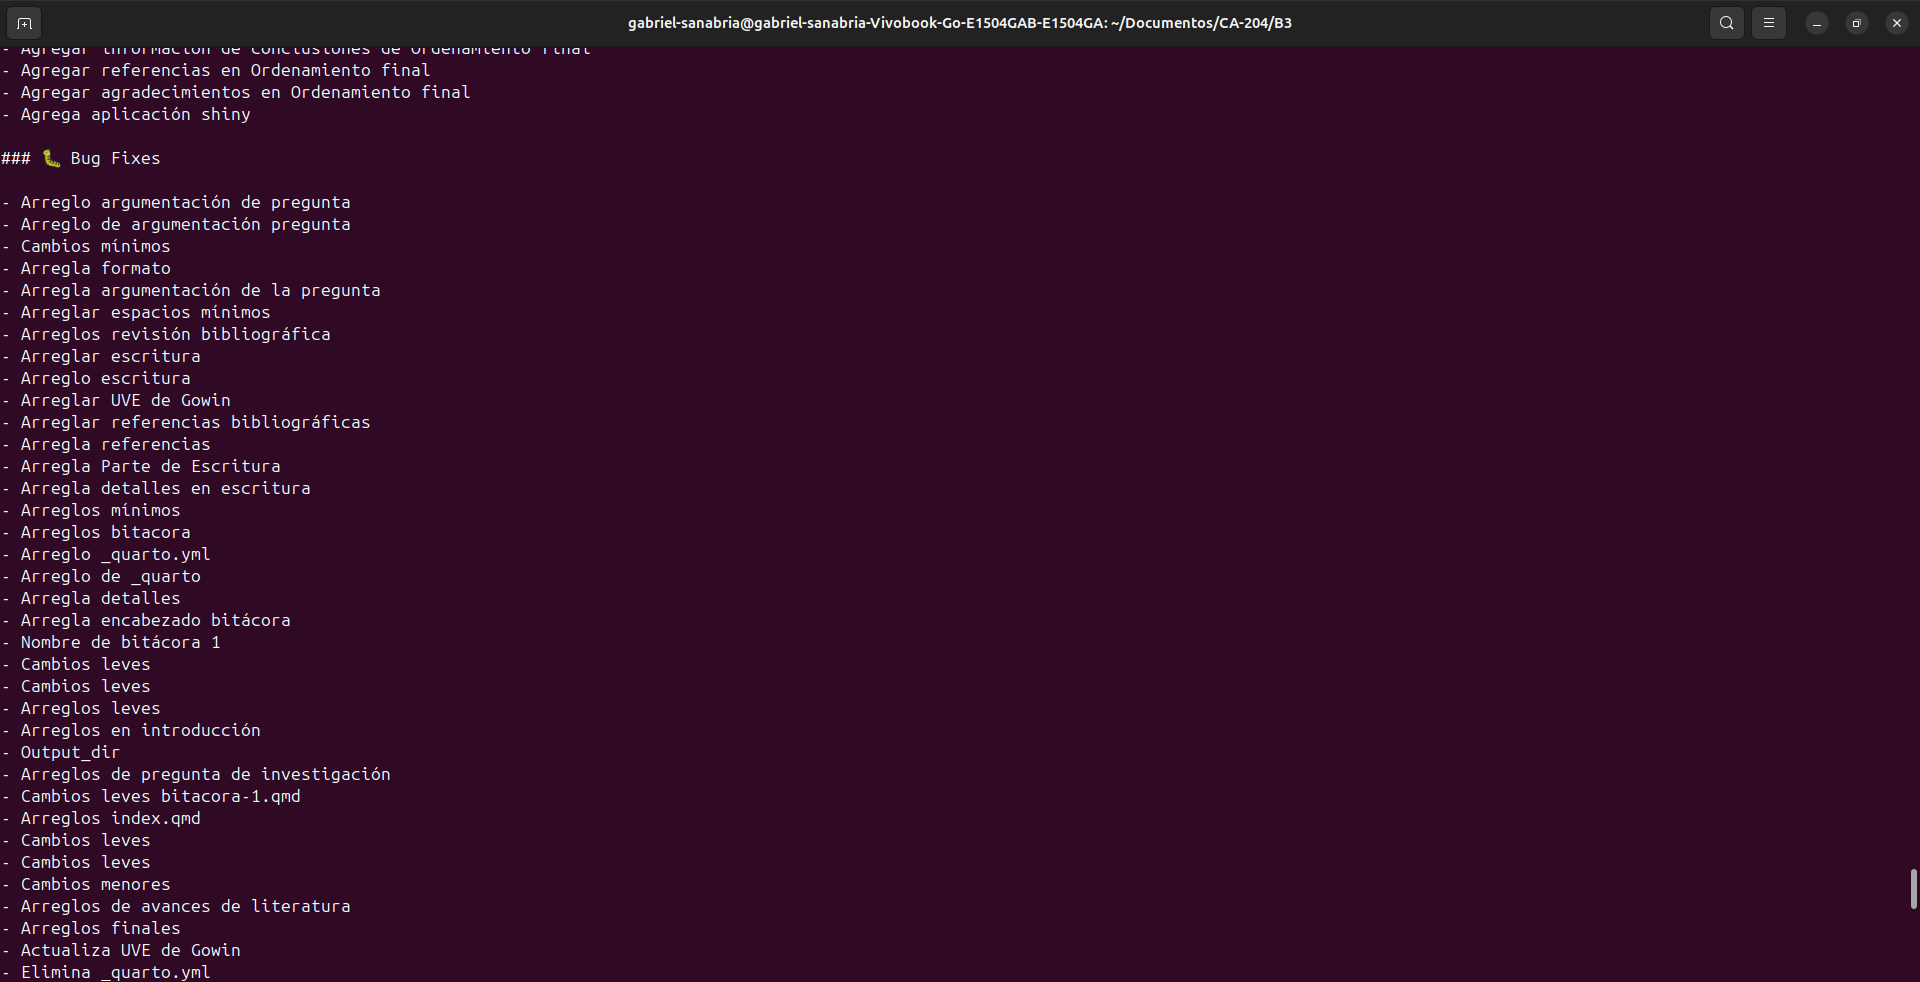 gabriel-sanabria@gabriel-sanabria-Vivobook-Go-E1504GAB-E1504GA: ~/Documentos/CA-204/B3
- Agregar información de conclusiones de Ordenamiento final
- Agregar referencias en Ordenamiento final
- Agregar agradecimientos en Ordenamiento final
- Agrega aplicación shiny
### 🐛 Bug Fixes
- Arreglo argumentación de pregunta
- Arreglo de argumentación pregunta
- Cambios mínimos
- Arregla formato
- Arregla argumentación de la pregunta
- Arreglar espacios mínimos
- Arreglos revisión bibliográfica
- Arreglar escritura
- Arreglo escritura
- Arreglar UVE de Gowin
- Arreglar referencias bibliográficas
- Arregla referencias
- Arregla Parte de Escritura
- Arregla detalles en escritura
- Arreglos mínimos
- Arreglos bitacora
- Arreglo _quarto.yml
- Arreglo de _quarto
- Arregla detalles
- Arregla encabezado bitácora
- Nombre de bitácora 1
- Cambios leves
- Cambios leves
- Arreglos leves
- Arreglos en introducción
- Output_dir
- Arreglos de pregunta de investigación
- Cambios leves bitacora-1.qmd
- Arreglos index.qmd
- Cambios leves
- Cambios leves
- Cambios menores
- Arreglos de avances de literatura
- Arreglos finales
- Actualiza UVE de Gowin
- Elimina _quarto.yml